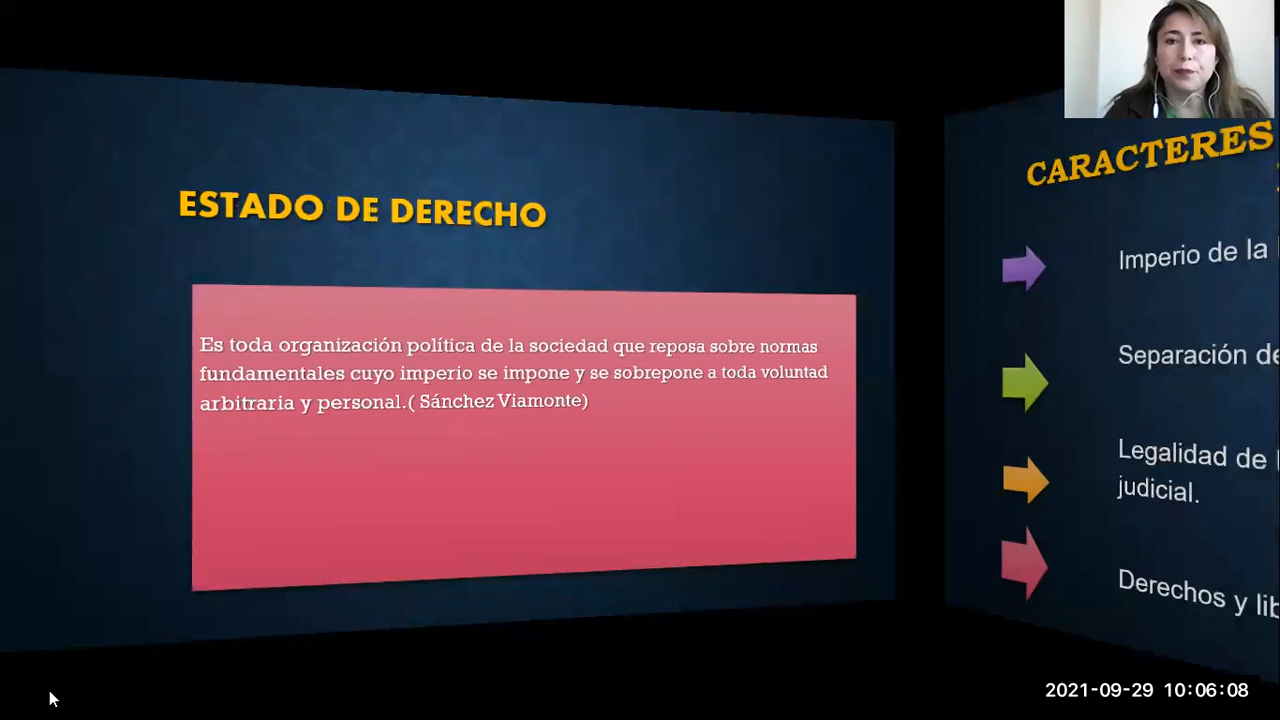 ESTADO DE DERECHO
Es toda organización política de la sociedad que reposa sobre normas
fundamentales cuyo imperio se impone y se sobrepone a toda voluntad
arbitraria y personal.( Sánchez Viamonte)
CARACTERES
Imperio de la
Separación de
Legalidad de
judicial.
Derechos y
2021-09-29 10:06:08